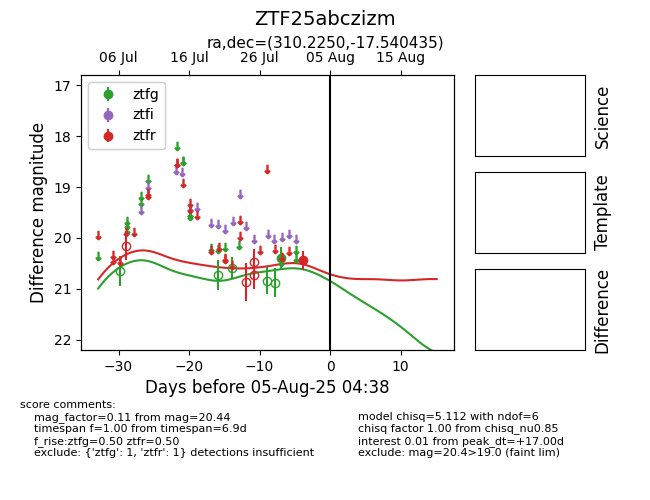 ZTF25abczizm
ra,dec=(310.2250,-17.540435)
06 Jul 16 Jul 26 Jul 05 Aug 15 Aug
17
18
19
20
21
22
Difference magnitude
ztfg
ztfi
ztfr
−30 −20 −10 0 10
Days before 05-Aug-25 04:38
Science
Template
Difference
score comments:
mag_factor=0.11 from mag=20.44
timespan f=1.00 from timespan=6.9d
f_rise:ztfg=0.50 ztfr=0.50
exclude: {'ztfg': 1, 'ztfr': 1} detections insufficient
model chisq=5.112 with ndof=6
chisq factor 1.00 from chisq_nu0.85
interest 0.01 from peak_dt=+17.00d
exclude: mag=20.4>19.0 (faint lim)